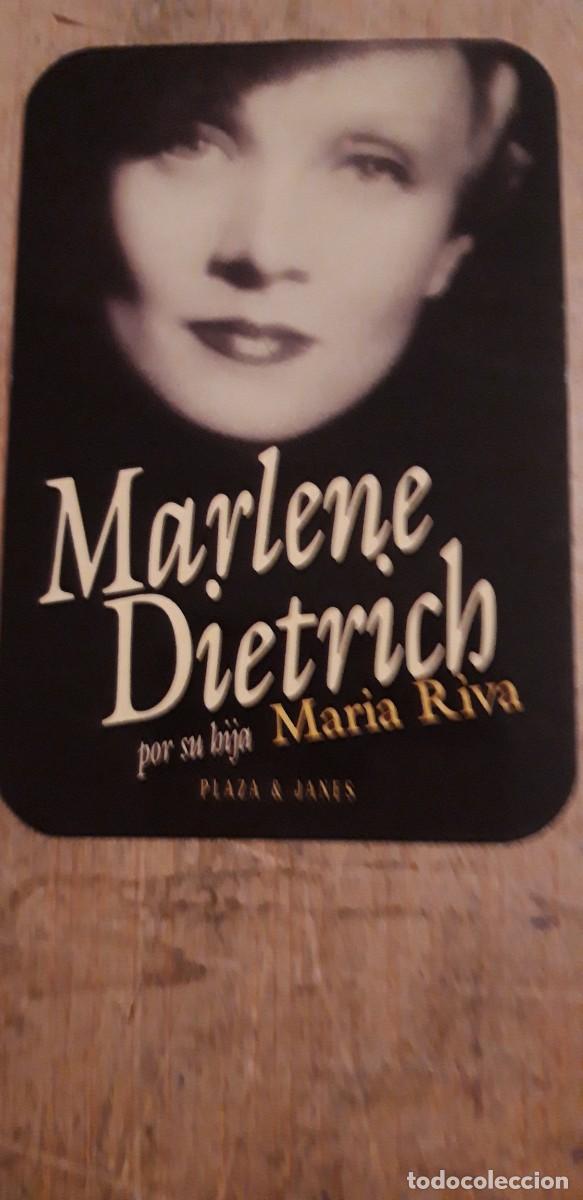 Marlene
Dietrich
por su hija Maria Riva
PLAZA & JANES
todocoleccion